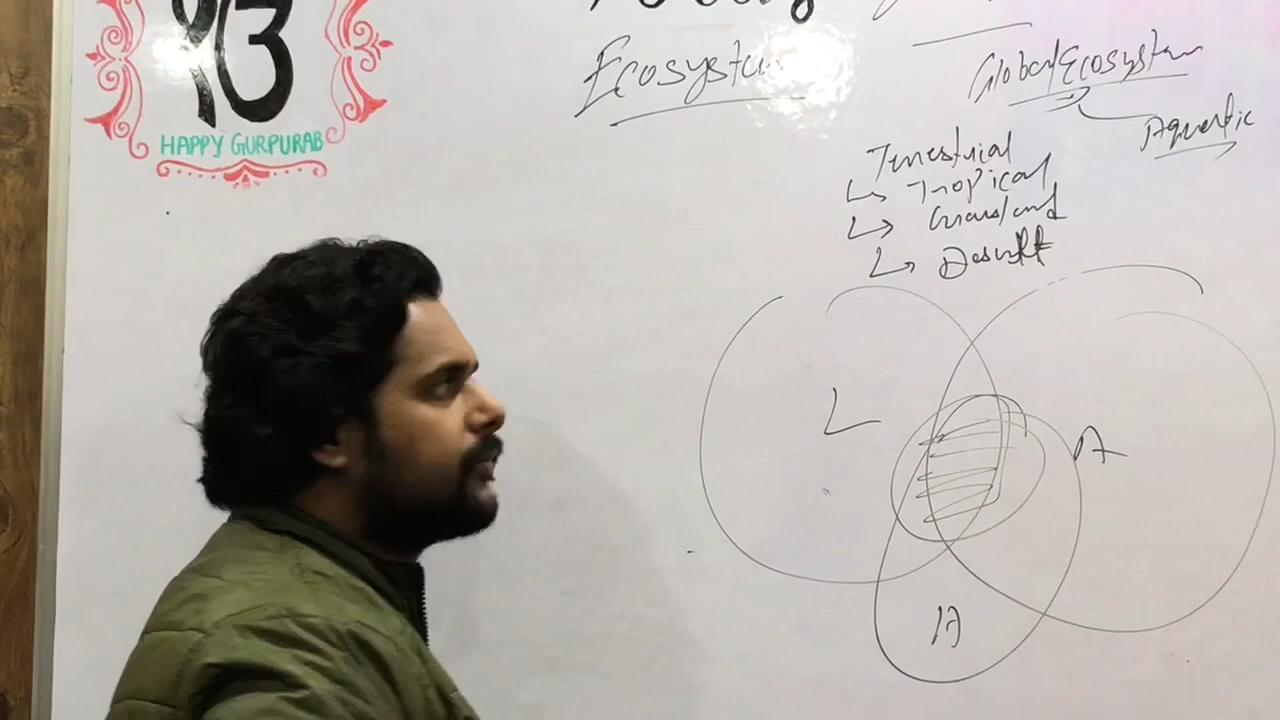 ੴ
HAPPY GURPURAB
Ecosystem
Global Ecosystem
Aquatic
Terrestrial
↳ Tropical
↳ Grassland
↳ Desert
L
A
A